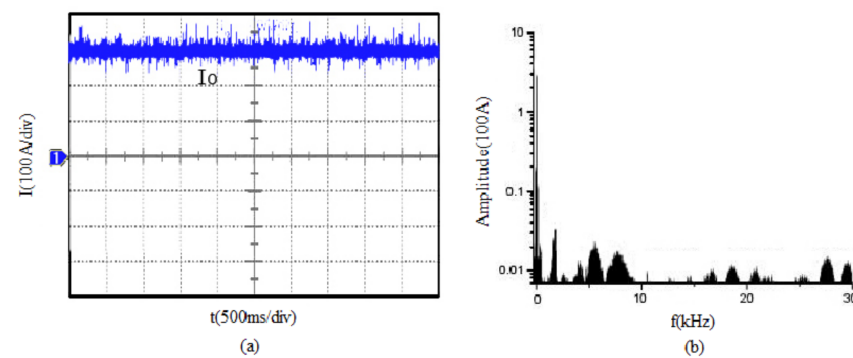 I(100A/div)
1
Io
t(500ms/div)
(a)
Amplitude(100A)
10
1
0.1
0.01
0
10
20
30
f(kHz)
(b)